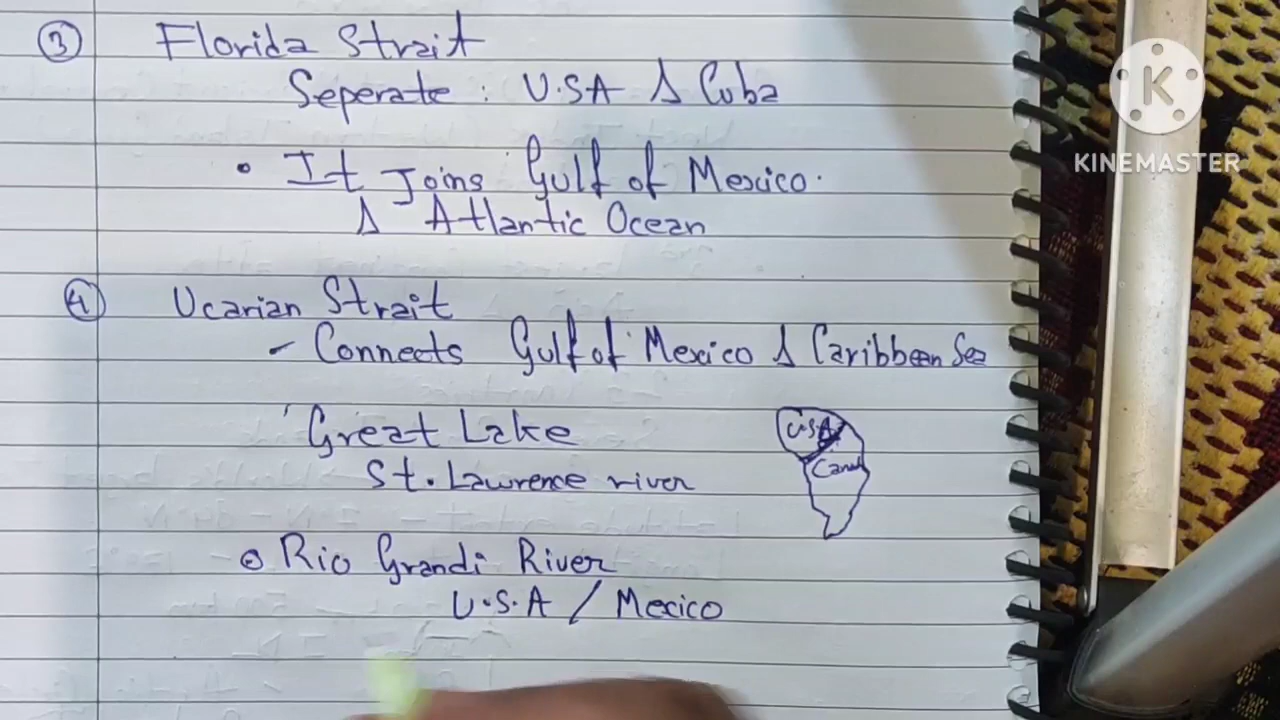 ③ Florida Strait
Seperate : U.S.A & Cuba
• It Joins Gulf of Mexico.
& Atlantic Ocean
④ Ucarian Strait
- Connects Gulf of Mexico & Caribbean Sea
Great Lake
St. Lawrence river
U.S.A
Cana
⊙ Rio Grandi River
U.S.A / Mexico
K
KINEMASTER